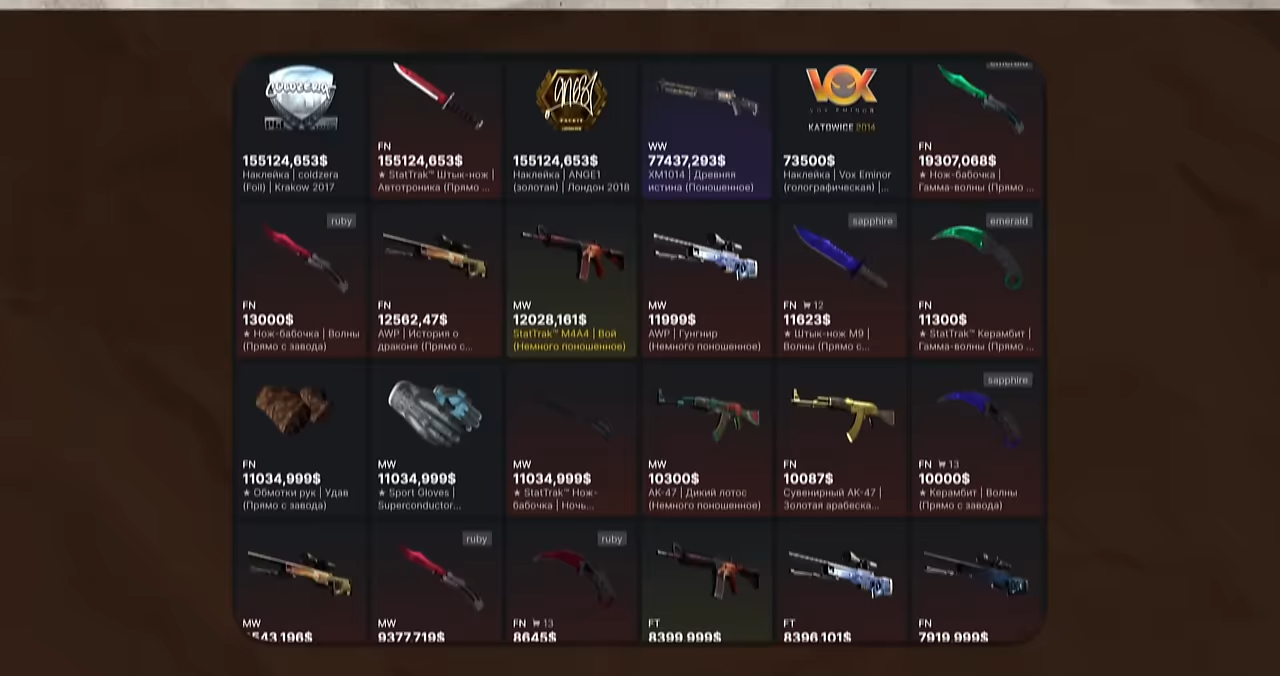 VOX
VOX EMINOR
KATOWICE 2014
155124,653$
Наклейка | coldzera
(Foil) | Krakow 2017
FN
155124,653$
★ StatTrak™ Штык-нож |
Автотроника (Прямо ...
155124,653$
Наклейка | ANGE1
(золотая) | Лондон 2018
WW
77437,293$
XM1014 | Древняя
истина (Поношенное)
73500$
Наклейка | Vox Eminor
(голографическая) |...
FN
19307,068$
★ Нож-бабочка |
Гамма-волны (Прямо ...
ruby
FN
13000$
★ Нож-бабочка | Волны
(Прямо с завода)
FN
12562,47$
AWP | История о
драконе (Прямо с...
MW
12028,161$
StatTrak™ M4A4 | Вой
(Немного поношенное)
MW
11999$
AWP | Гунгнир
(Немного поношенное)
sapphire
FN 12
11623$
★ Штык-нож M9 |
Волны (Прямо с...
emerald
FN
11300$
★ StatTrak™ Керамбит |
Гамма-волны (Прямо ...
FN
11034,999$
★ Обмотки рук | Удав
(Прямо с завода)
MW
11034,999$
★ Sport Gloves |
Superconductor...
MW
11034,999$
★ StatTrak™ Нож-
бабочка | Ночь...
MW
10300$
AK-47 | Дикий лотос
(Немного поношенное)
FN
10087$
Сувенирный AK-47 |
Золотая арабеска...
sapphire
FN 13
10000$
★ Керамбит | Волны
(Прямо с завода)
MW
543,196$
ruby
MW
9377,719$
ruby
FN 13
8645$
FT
8399,999$
FT
8396,101$
FN
7919,999$